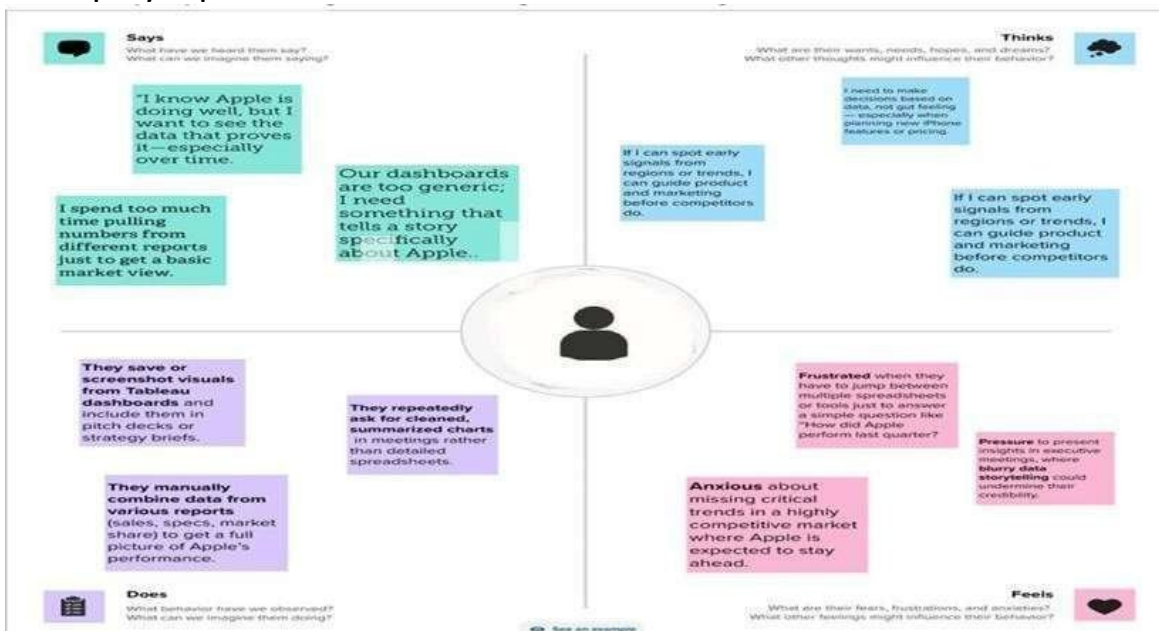 Says
What have we heard them say?
What can we imagine them saying?
"I know Apple is
doing well, but I
want to see the
data that proves
it—especially
over time.
Our dashboards
are too generic;
I need
something that
tells a story
specifically
about Apple..
I spend too much
time pulling
numbers from
different reports
just to get a basic
market view.
Thinks
What are their wants, needs, hopes, and dreams?
What other thoughts might influence their behavior?
I need to make
decisions based on
data, not gut feeling
— especially when
planning new iPhone
features or pricing.
If I can spot early
signals from
regions or trends, I
can guide product
and marketing
before competitors
do.
If I can spot early
signals from
regions or trends, I
can guide product
and marketing
before competitors
do.
They save or
screenshot visuals
from Tableau
dashboards and
include them in
pitch decks or
strategy briefs.
They repeatedly
ask for cleaned,
summarized charts
in meetings rather
than detailed
spreadsheets.
They manually
combine data from
various reports
(sales, specs, market
share) to get a full
picture of Apple's
performance.
Does
What behavior have we observed?
What can we imagine them doing?
Frustrated when they
have to jump between
multiple spreadsheets
or tools just to answer
a simple question like
"How did Apple
perform last quarter?
Pressure to present
insights in executive
meetings, where
blurry data
storytelling could
undermine their
credibility.
Anxious about
missing critical
trends in a highly
competitive market
where Apple is
expected to stay
ahead.
Feels
What are their fears, frustrations, and anxieties?
What other feelings might influence their behavior?
See an example